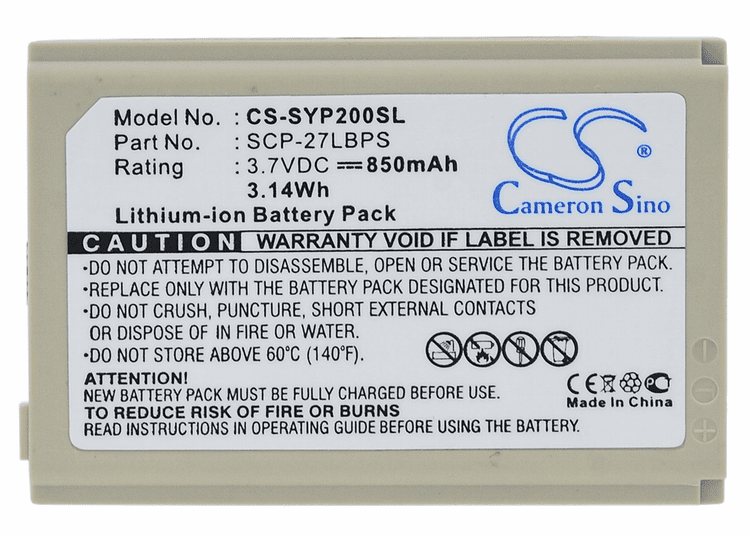 Model No. : CS-SYP200SL
Part No. : SCP-27LBPS
Rating : 3.7VDC ⎓ 850mAh
3.14Wh
Lithium-ion Battery Pack
CS ®
Cameron Sino
CAUTION WARRANTY VOID IF LABEL IS REMOVED
•DO NOT ATTEMPT TO DISASSEMBLE, OPEN OR SERVICE THE BATTERY PACK.
•REPLACE ONLY WITH THE BATTERY PACK DESIGNATED FOR THIS PRODUCT.
•DO NOT CRUSH, PUNCTURE, SHORT EXTERNAL CONTACTS
OR DISPOSE OF IN FIRE OR WATER.
•DO NOT STORE ABOVE 60°C (140°F).
ATTENTION!
NEW BATTERY PACK MUST BE FULLY CHARGED BEFORE USE.
TO REDUCE RISK OF FIRE OR BURNS
READ INSTRUCTIONS IN OPERATING GUIDE BEFORE USING BATTERY.
CE
Made In China